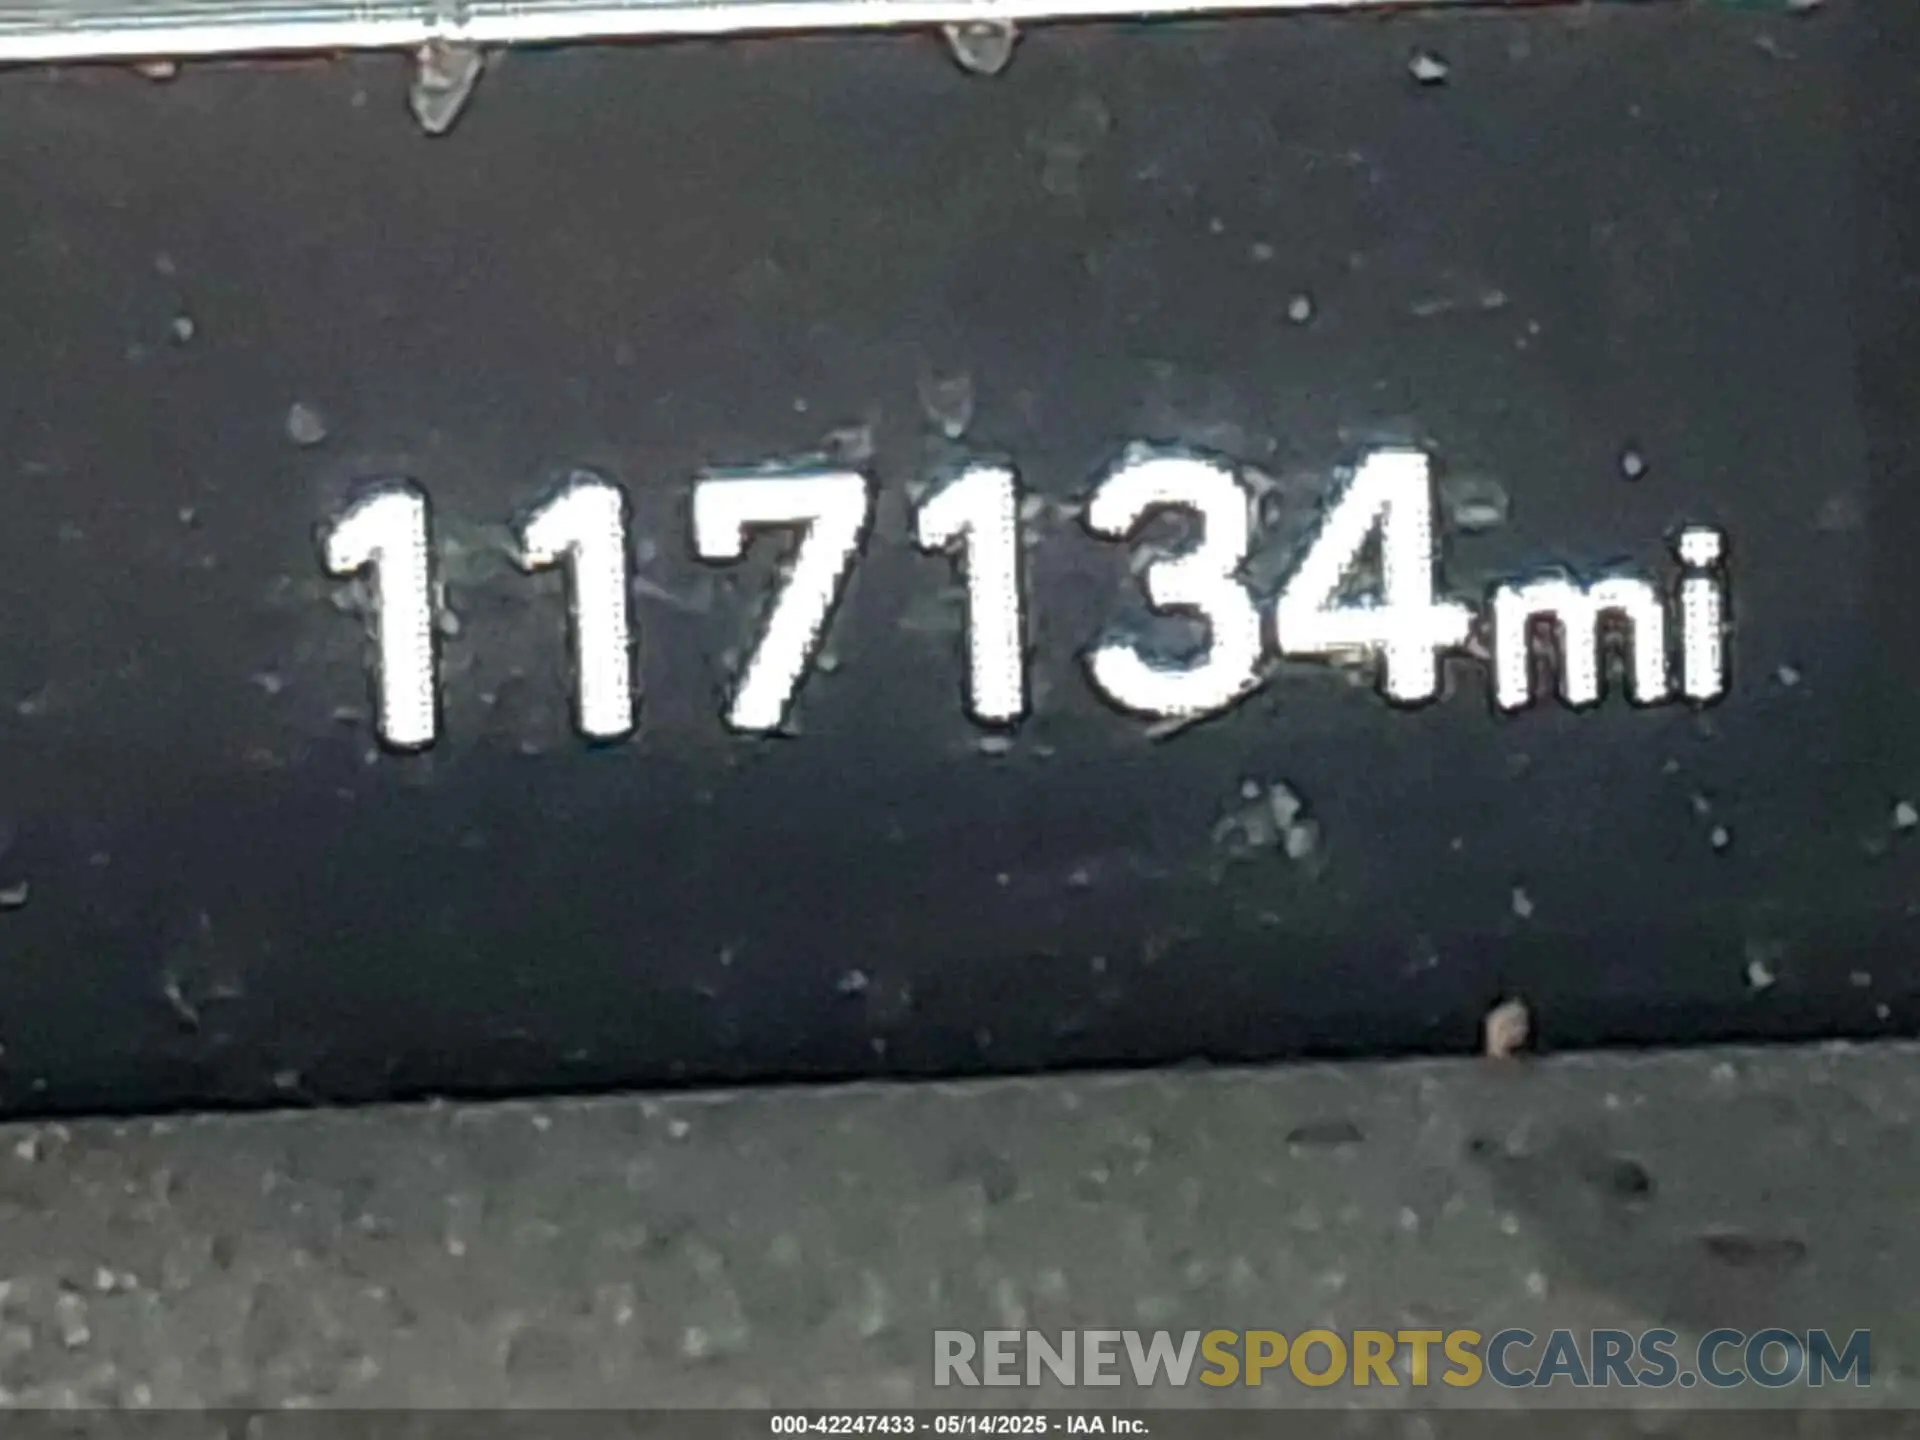 117134mi
RENEWSPORTSCARS.COM
000-42247433 - 05/14/2025 - IAA Inc.